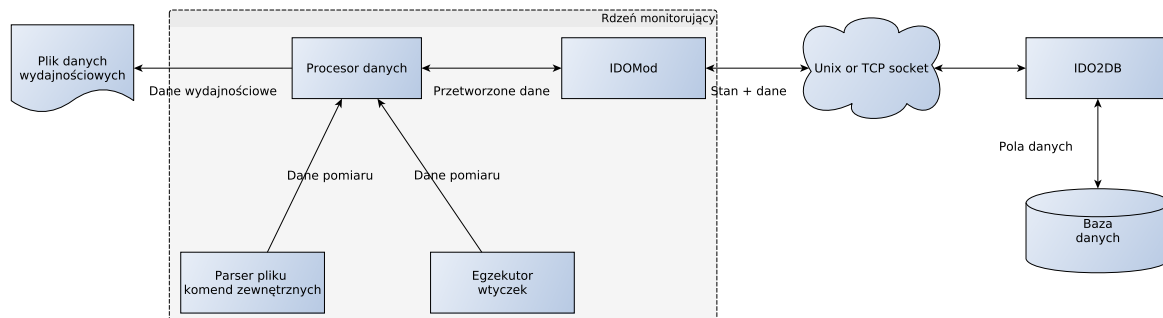 Rdzeń monitorujący
Plik danych
wydajnościowych
Procesor danych
IDOMod
Unix or TCP socket
IDO2DB
Dane wydajnościowe
Przetworzone dane
Stan + dane
Pola danych
Dane pomiaru
Dane pomiaru
Baza
danych
Parser pliku
komend zewnętrznych
Egzekutor
wtyczek